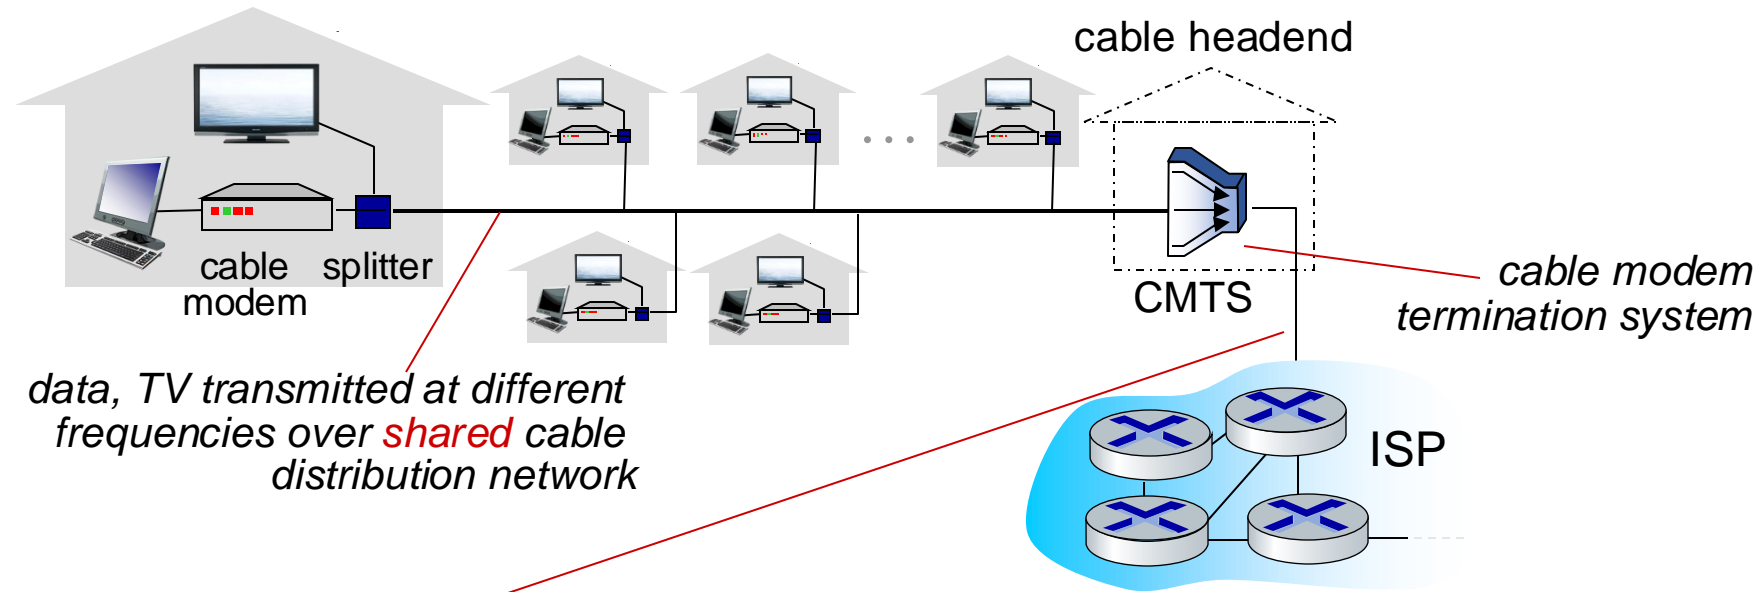 cable headend
cable
modem
splitter
CMTS
cable modem
termination system
data, TV transmitted at different
frequencies over shared cable
distribution network
ISP